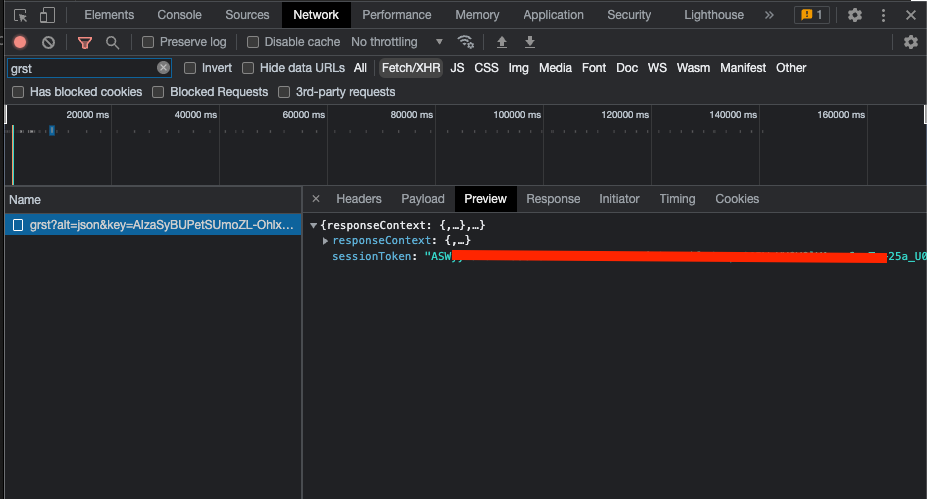 Elements Console Sources Network Performance Memory Application Security Lighthouse » 1
Preserve log Disable cache No throttling
grst Invert Hide data URLs All Fetch/XHR JS CSS Img Media Font Doc WS Wasm Manifest Other
Has blocked cookies Blocked Requests 3rd-party requests
20000 ms 40000 ms 60000 ms 80000 ms 100000 ms 120000 ms 140000 ms 160000 ms
Name × Headers Payload Preview Response Initiator Timing Cookies
grst?alt=json&key=AIzaSyBUPetSUmoZL-OhIx... ▼{responseContext: {,…},…}
▶responseContext: {,…}
sessionToken: "ASW 25a_U0